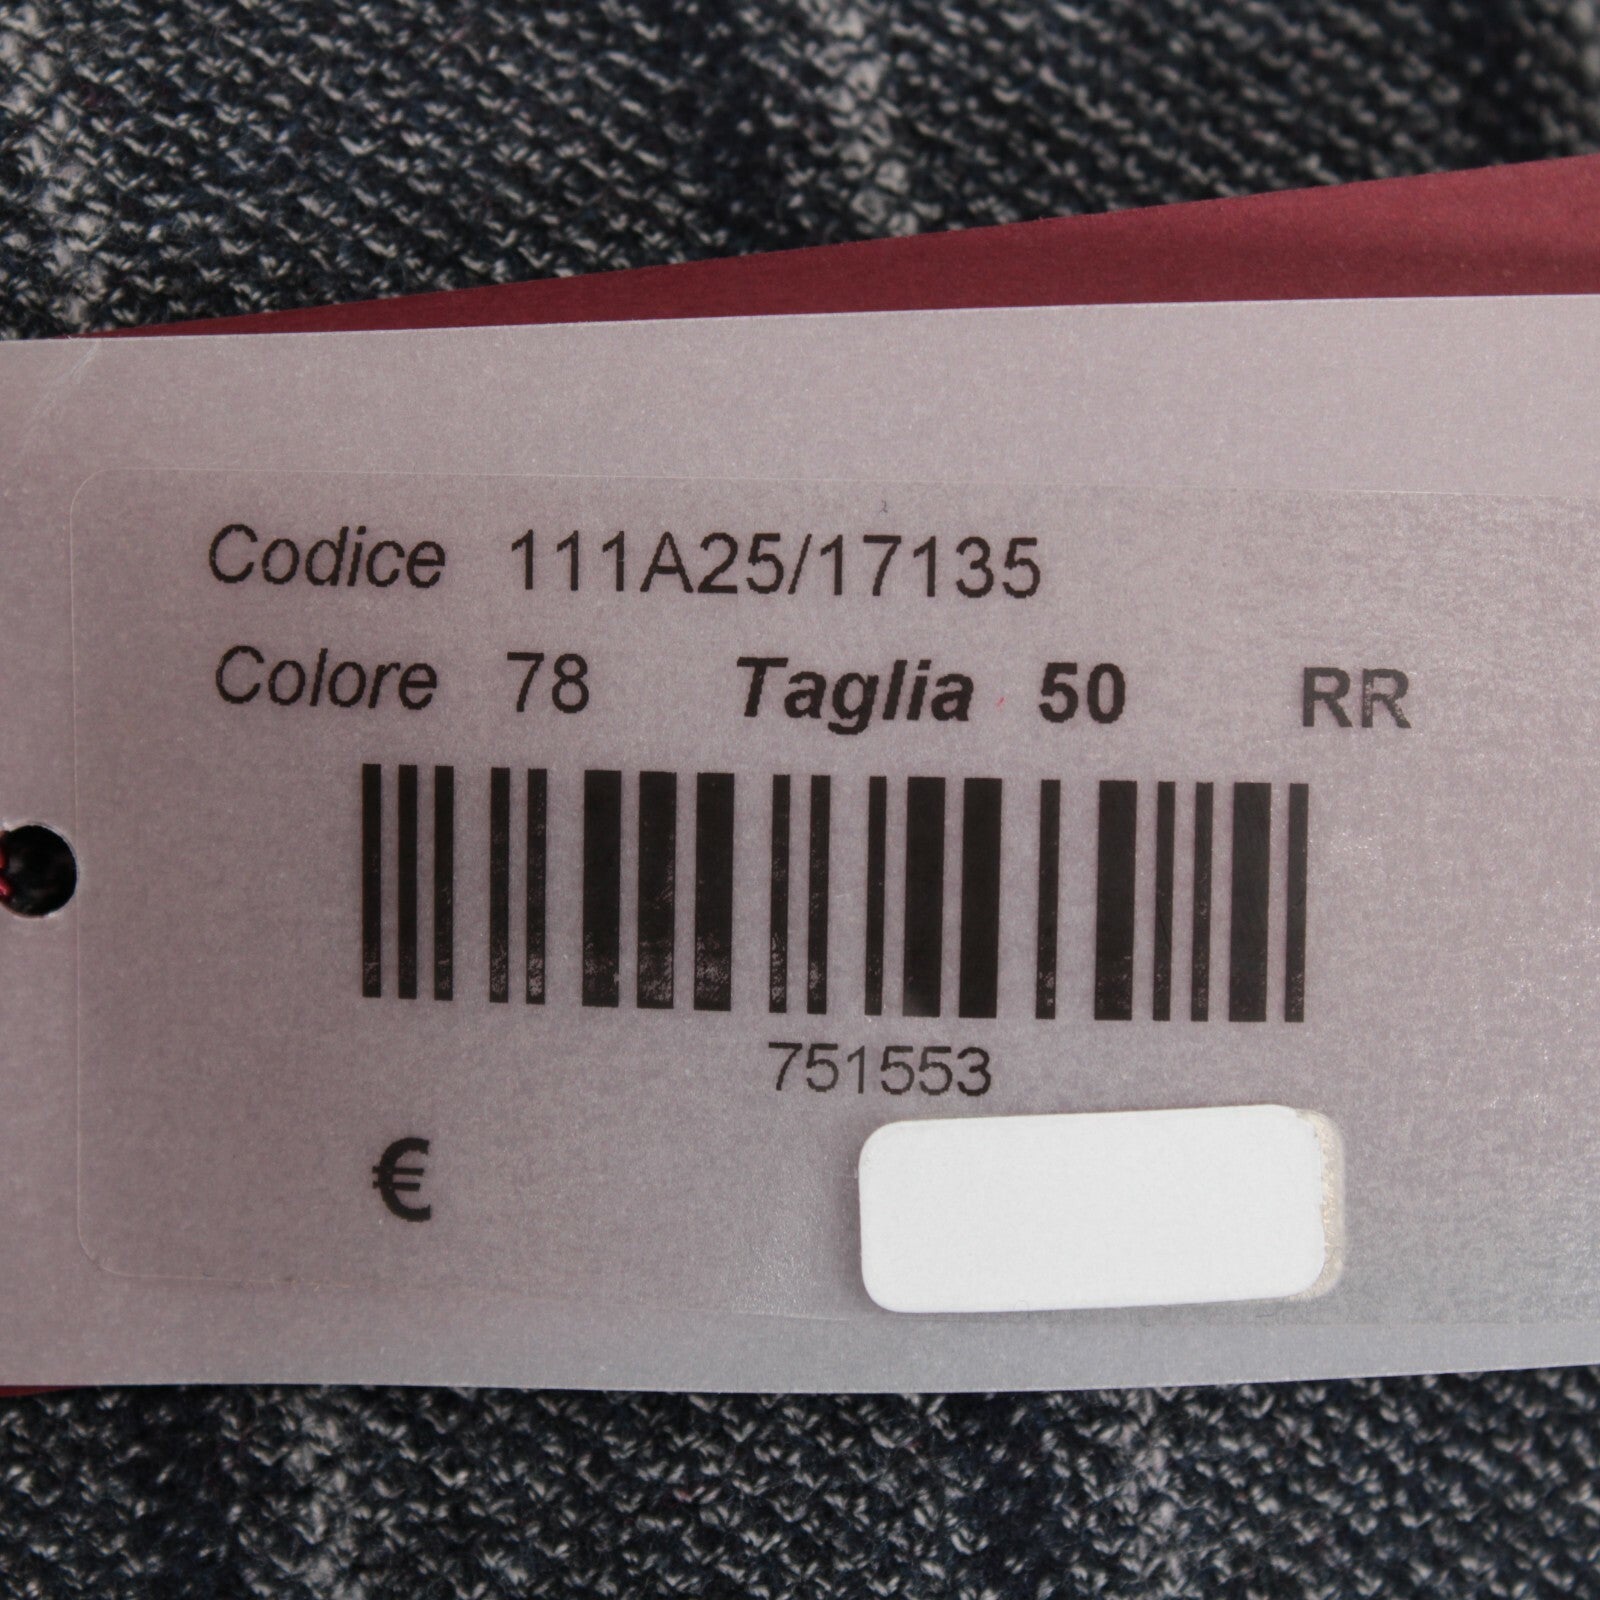 Codice 111A25/17135
Colore 78 Taglia 50 RR
751553
€